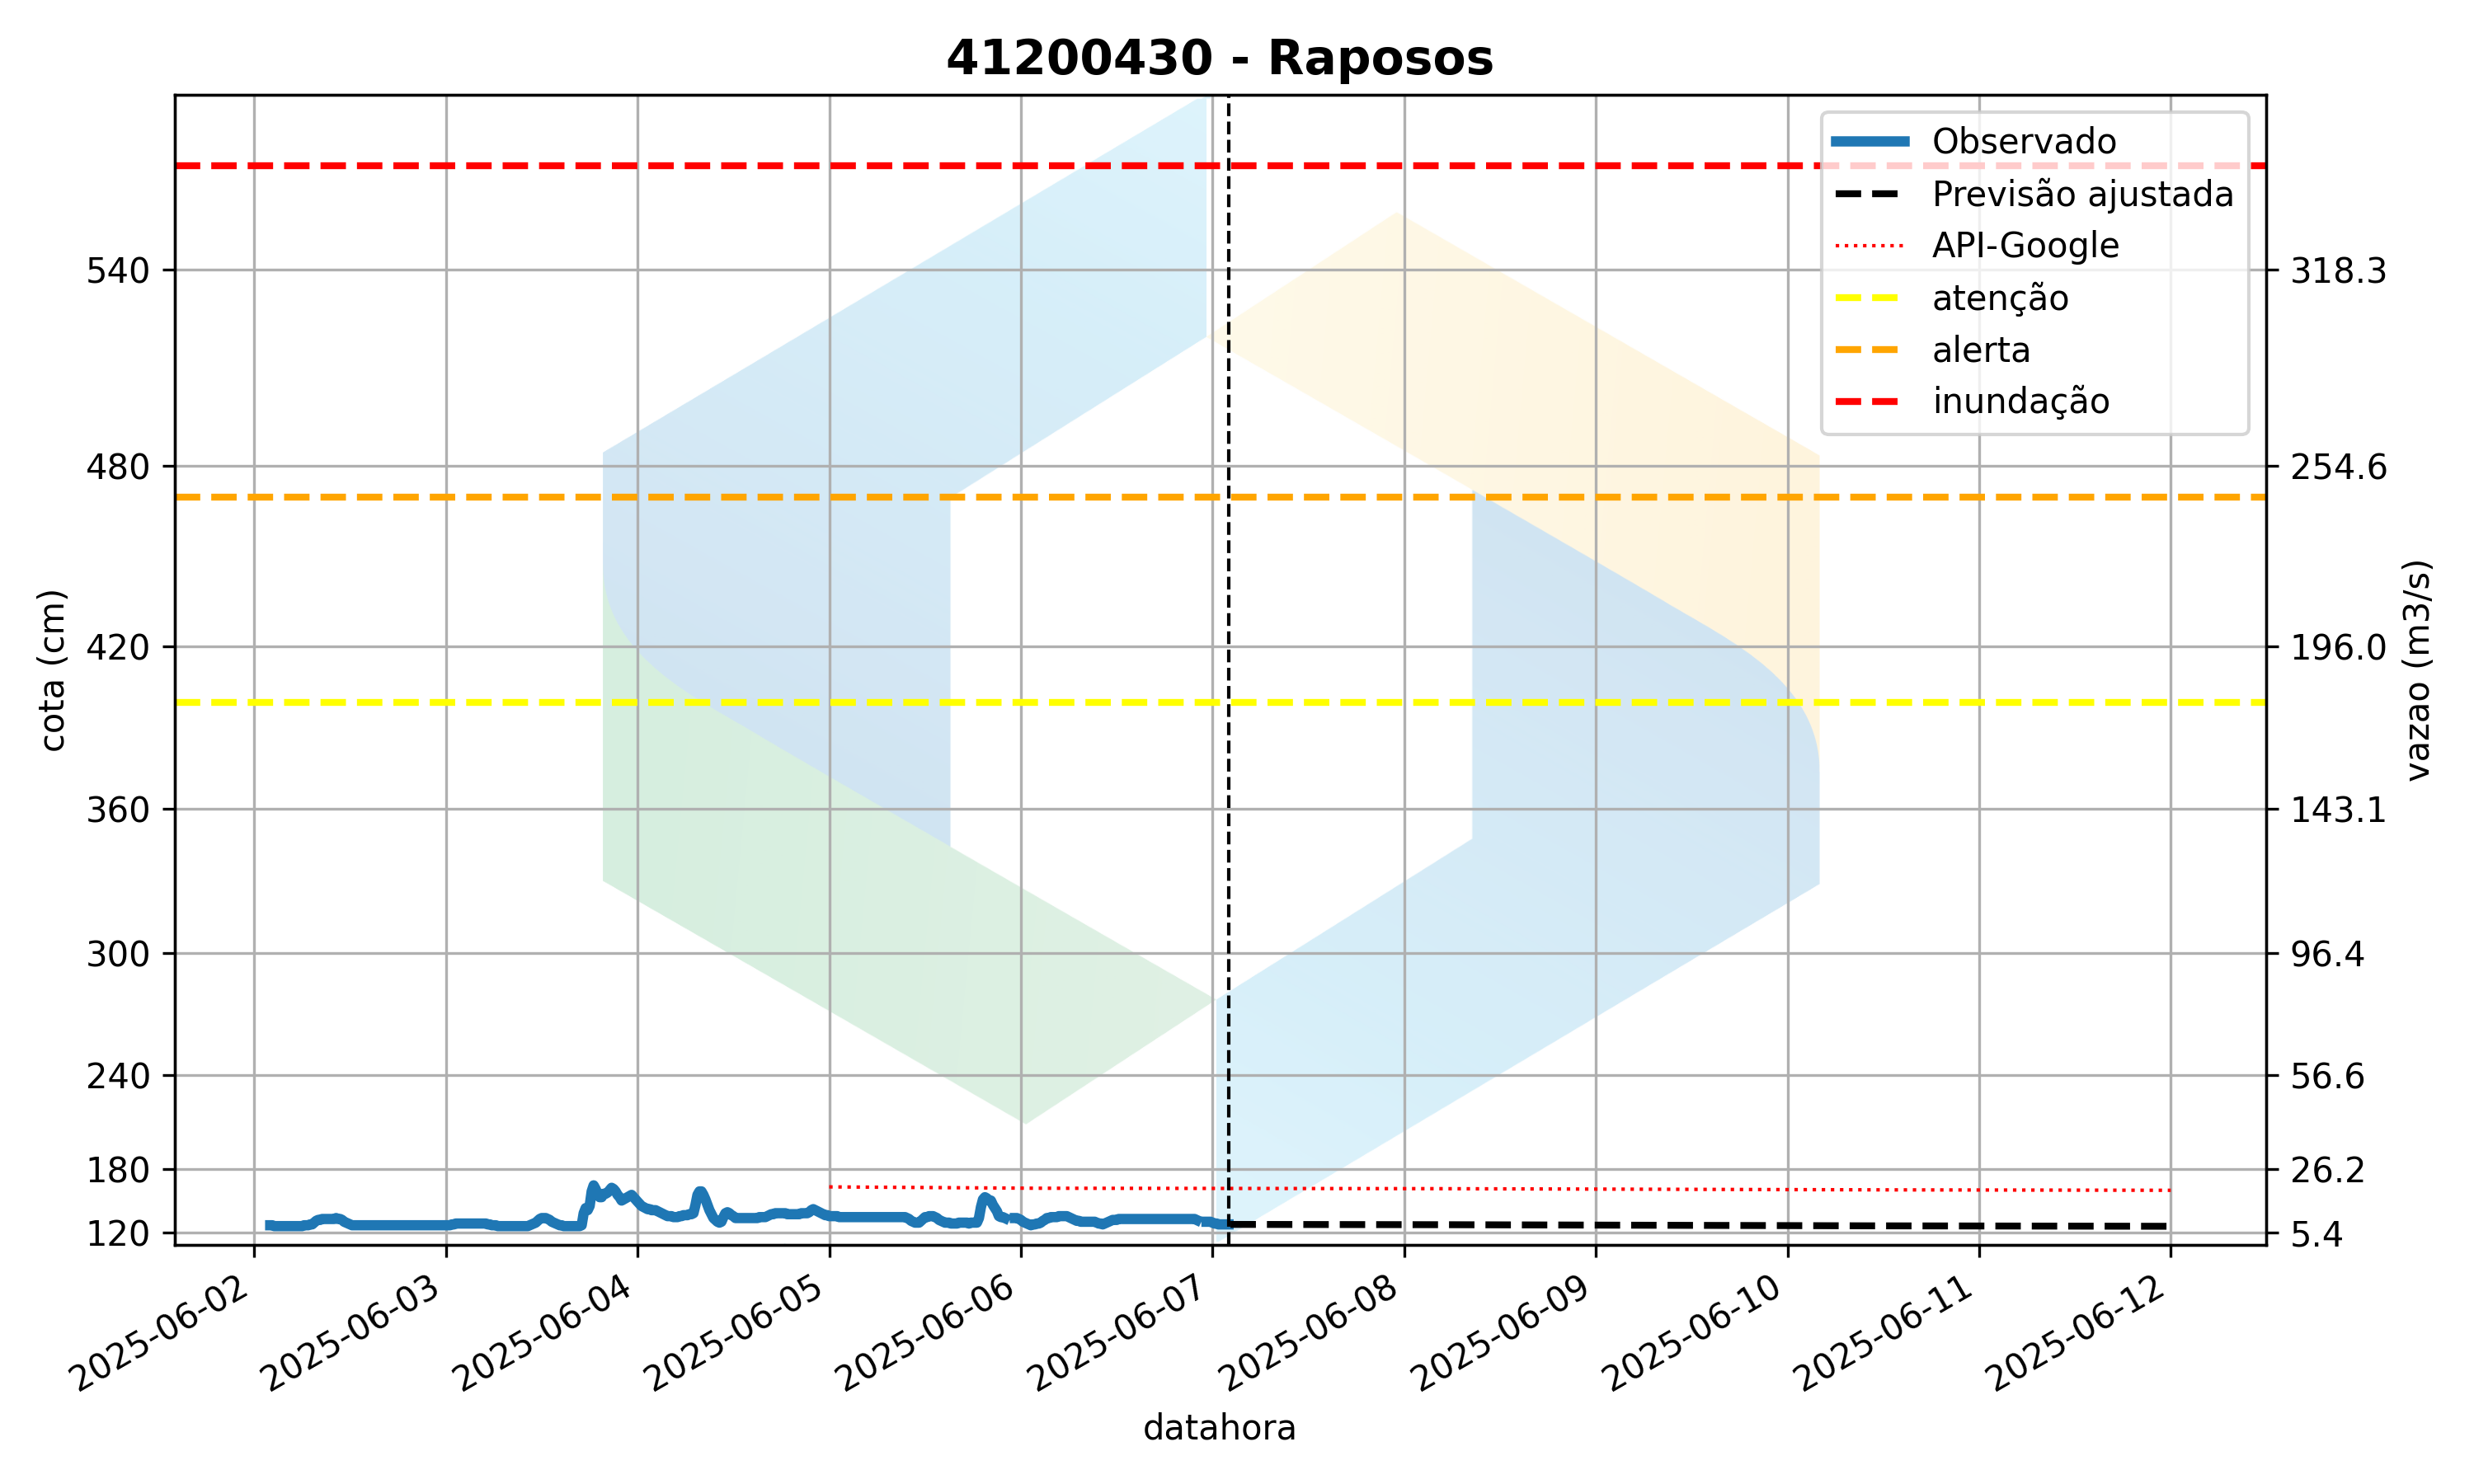 41200430 - Raposos
Observado
Previsão ajustada
API-Google
atenção
alerta
inundação
cota (cm)
540
480
420
360
300
240
180
120
318.3
254.6
196.0
143.1
96.4
56.6
26.2
5.4
vazao (m3/s)
2025-06-02
2025-06-03
2025-06-04
2025-06-05
2025-06-06
2025-06-07
2025-06-08
2025-06-09
2025-06-10
2025-06-11
2025-06-12
datahora